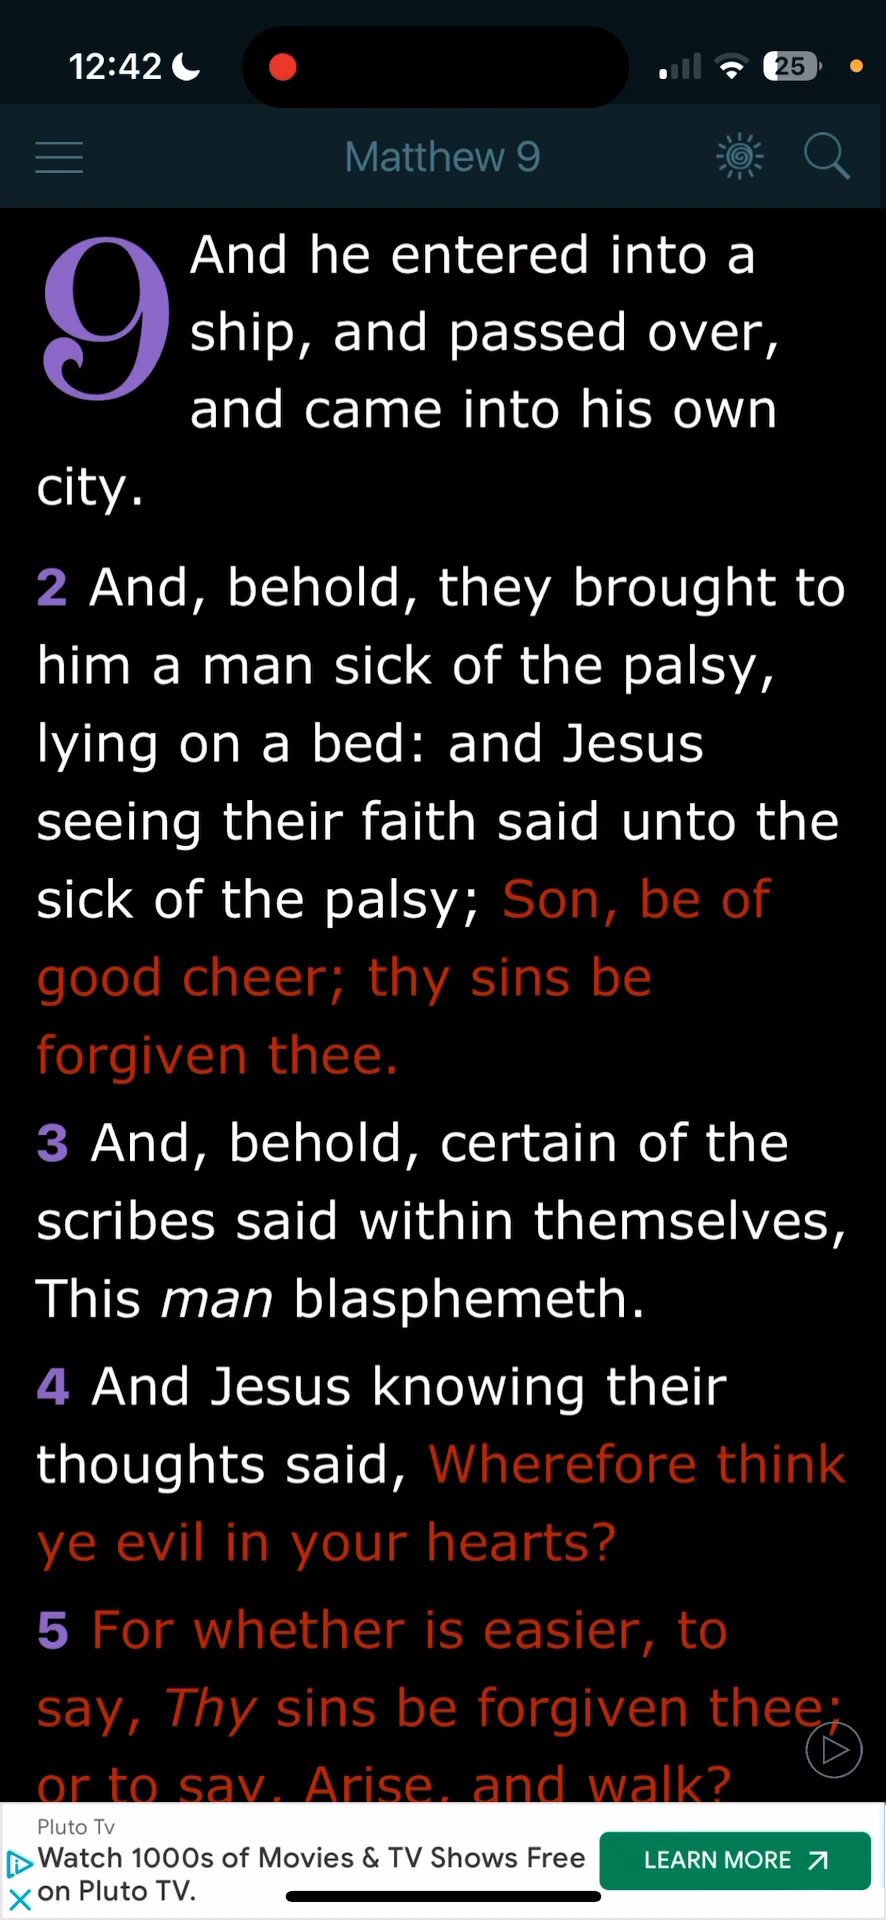 12:42
25
Matthew 9
9 And he entered into a
ship, and passed over,
and came into his own
city.
2 And, behold, they brought to
him a man sick of the palsy,
lying on a bed: and Jesus
seeing their faith said unto the
sick of the palsy; Son, be of
good cheer; thy sins be
forgiven thee.
3 And, behold, certain of the
scribes said within themselves,
This man blasphemeth.
4 And Jesus knowing their
thoughts said, Wherefore think
ye evil in your hearts?
5 For whether is easier, to
say, Thy sins be forgiven thee;
or to say, Arise, and walk?
Pluto Tv
Watch 1000s of Movies & TV Shows Free
on Pluto TV.
LEARN MORE